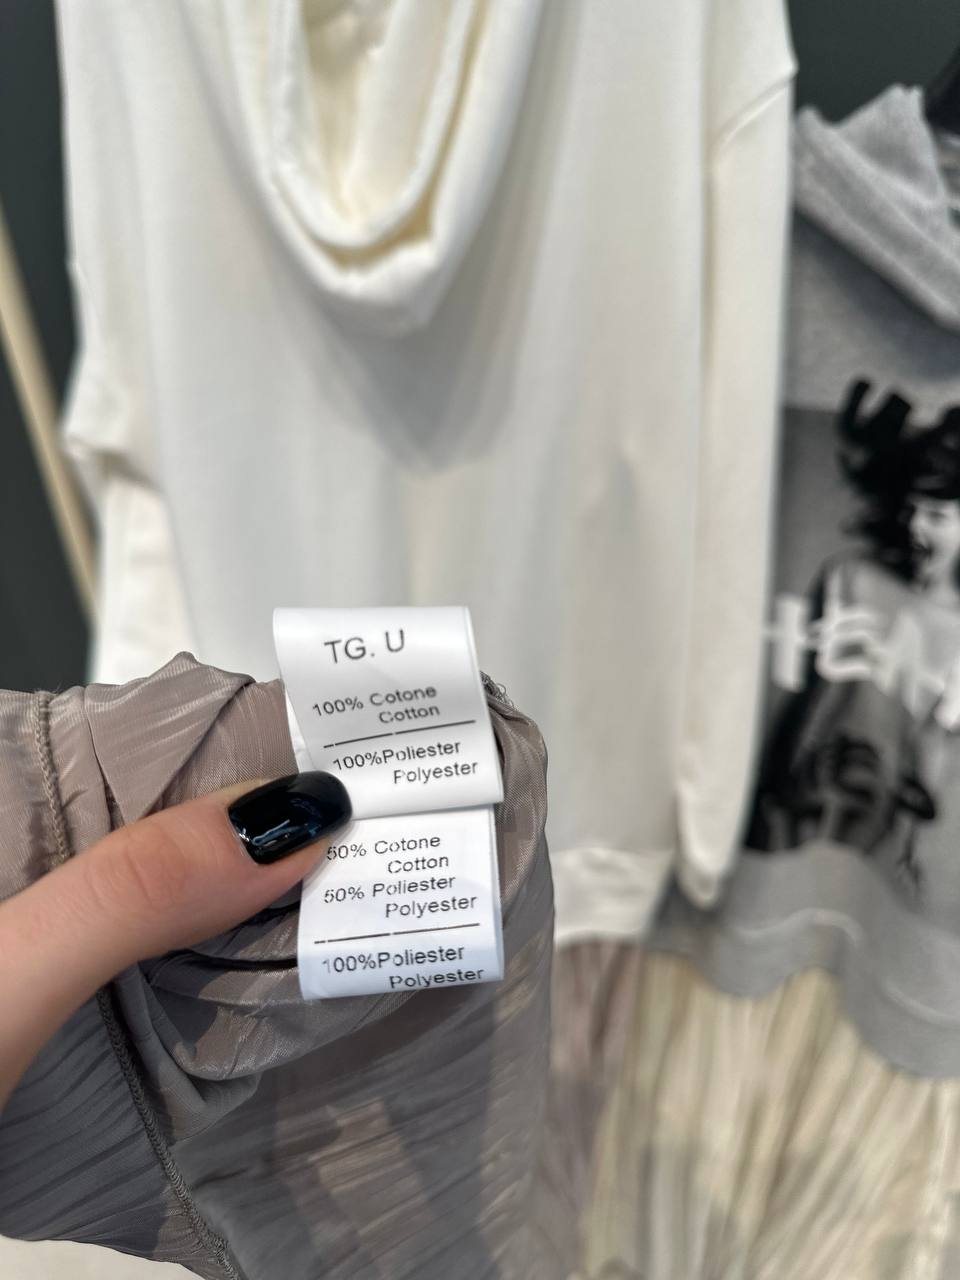 TG. U
100% Cotone
Cotton
100%Poliester
Polyester
50% Cotone
Cotton
50% Poliester
Polyester
100%Poliester
Polyester